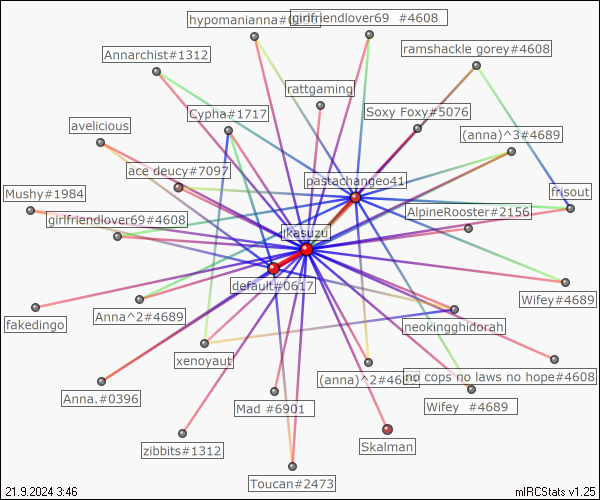 hypomanianna#0
girlfriendlover69 #4608
Annarchist#1312
ramshackle gorey#4608
rattgaming
Cypha#1717
Soxy Foxy#5076
avelicious
(anna)^3#4689
ace deucy#7097
pastachangeo41
Mushy#1984
frisout
girlfriendlover69#4608
AlpineRooster#2156
ikasuzu
default#0617
Wifey#4689
fakedingo
Anna^2#4689
neokingghidorah
xenoyaut
(anna)^2#4689
no cops no laws no hope#4608
Anna.#0396
Mad #6901
Wifey #4689
zibbits#1312
Skalman
Toucan#2473
21.9.2024 3:46
mIRCStats v1.25